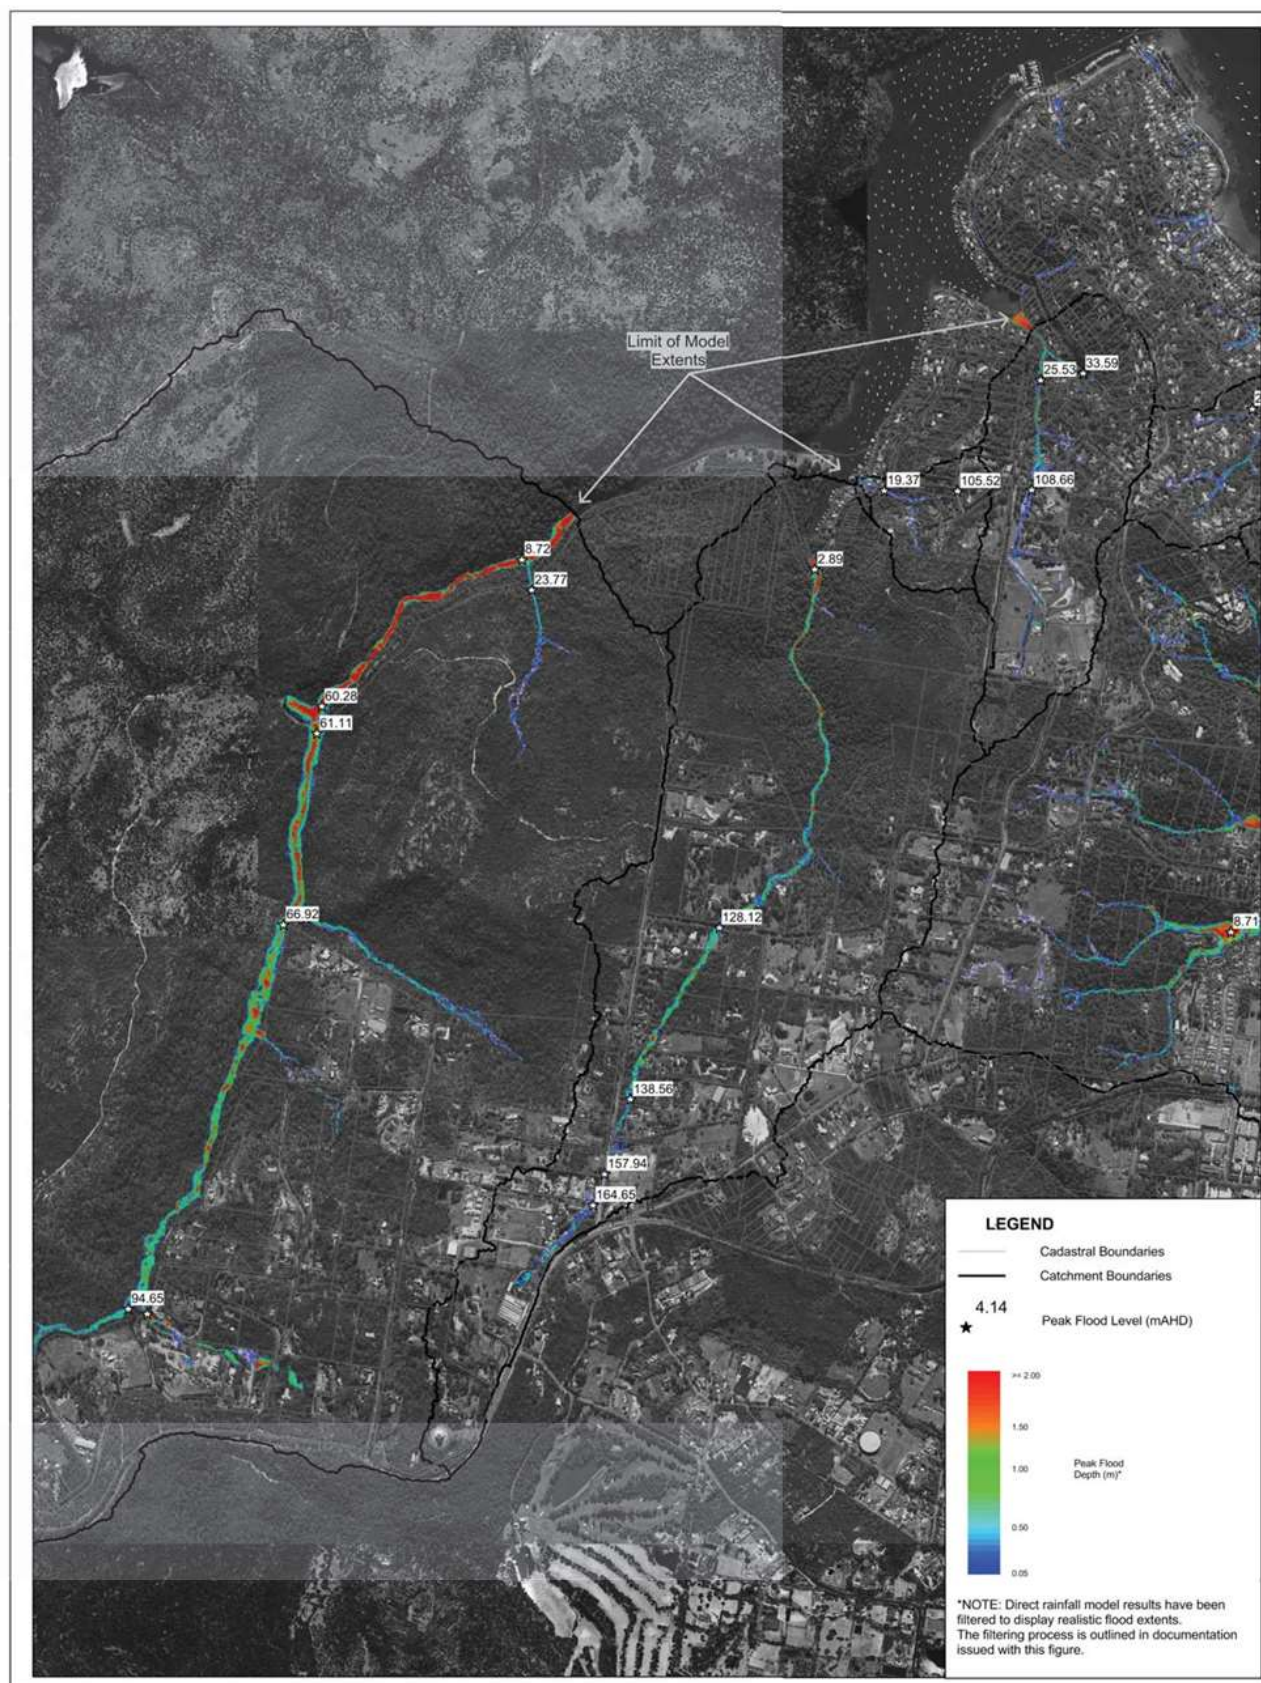 Limit of Model
Extents
33.59
25.53
2
19.37
105.52
108.66
8.72
2.89
23.77
60.28
61.11
66.92
128.12
8.71
138.56
157.94
164.65
94.65
LEGEND
Cadastral Boundaries
Catchment Boundaries
4.14
Peak Flood Level (mAHD)
>= 2.00
1.50
1.00
Peak Flood
Depth (m)*
0.50
0.05
*NOTE: Direct rainfall model results have been
filtered to display realistic flood extents.
The filtering process is outlined in documentation
issued with this figure.